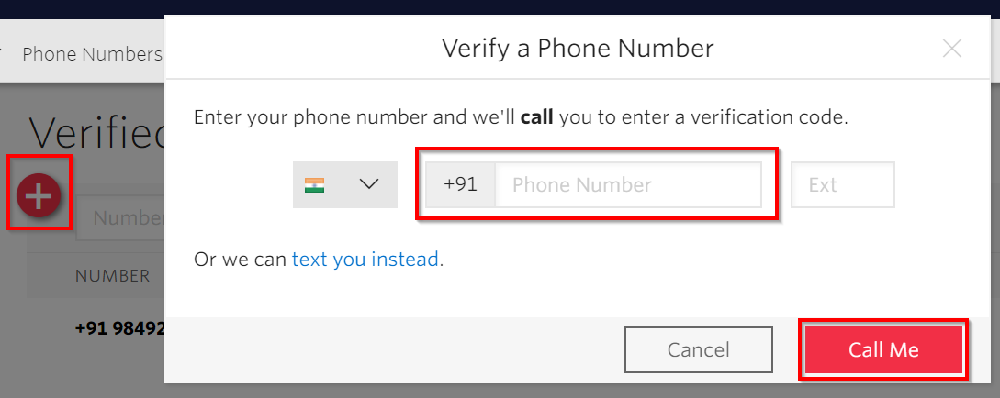 Verify a Phone Number
Phone Numbers
Enter your phone number and we'll call you to enter a verification code.
Verified
+91 Phone Number Ext
Number
Or we can text you instead.
NUMBER
+91 98492
Cancel Call Me